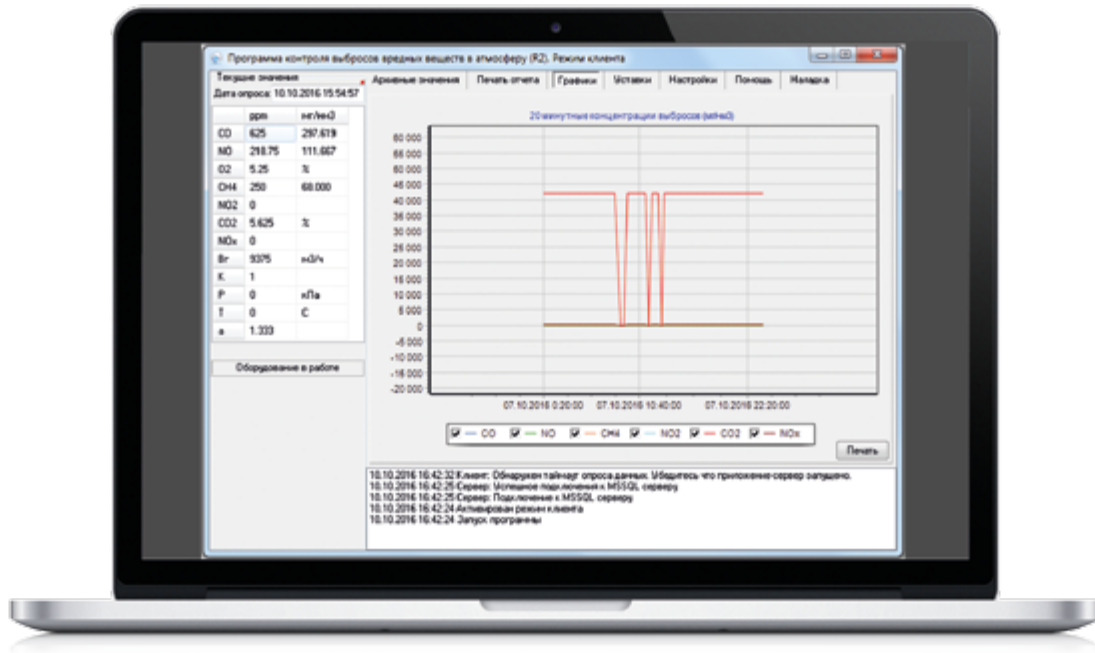 Программа контроля выбросов вредных веществ в атмосферу (R2). Режим клиента
Текущие значения
Дата опроса: 10.10.2016 15:54:57
Архивные значения Печать отчета Графики Уставки Настройки Помощь Наладка
ppm мг/нм3
CO 625 297.619
NO 218.75 111.667
O2 5.25 %
CH4 250 68.000
NO2 0
CO2 5.625 %
NOx 0
Вг 9375 м3/ч
K 1
P 0 кПа
T 0 C
a 1.333
Оборудование в работе
20 минутные концентрации выбросов (мг/нм3)
60 000
55 000
50 000
45 000
40 000
35 000
30 000
25 000
20 000
15 000
10 000
5 000
0
-5 000
-10 000
-15 000
-20 000
07.10.2016 0:20:00 07.10.2016 10:40:00 07.10.2016 22:20:00
CO NO CH4 NO2 CO2 NOx
Печать
10.10.2016 16:42:32 Клиент: Обнаружен таймаут опроса данных. Убедитесь что приложение-сервер запущено.
10.10.2016 16:42:25 Сервер: Успешное подключения к MSSQL серверу
10.10.2016 16:42:25 Сервер: Подключение к MSSQL серверу
10.10.2016 16:42:24 Активирован режим клиента
10.10.2016 16:42:24 Запуск программы